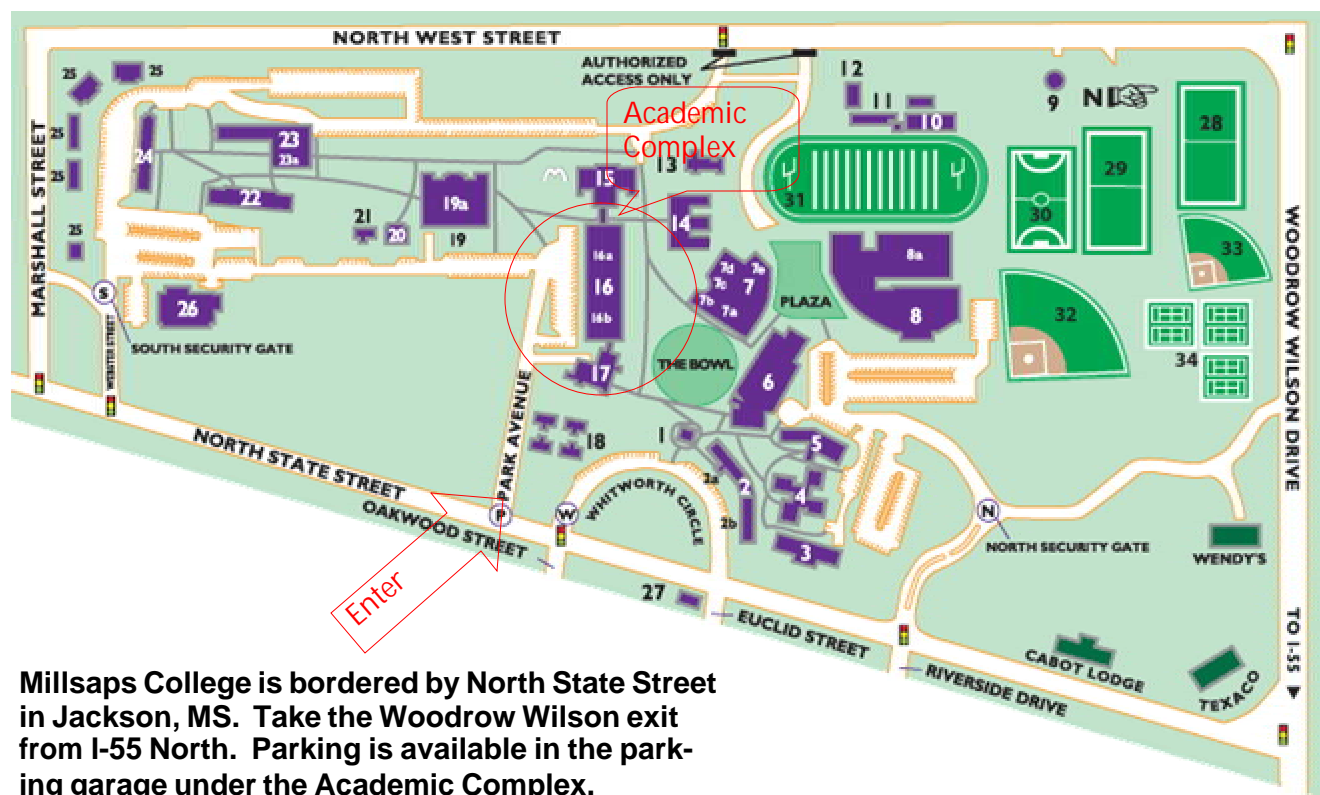 NORTH WEST STREET
AUTHORIZED
ACCESS ONLY
Academic
Complex
25
25
25
25
25
24
23
23a
22
21
20
19a
19
26
15
13
14
12
11
10
9
N
31
30
29
28
33
32
34
16a
16
16b
17
7d
7e
7c
7
7b
7a
PLAZA
8a
8
THE BOWL
6
MARSHALL STREET
S
WEBSTER STREET
SOUTH SECURITY GATE
PARK AVENUE
18
1
5
2a
2
4
2b
3
WOODROW WILSON DRIVE
NORTH STATE STREET
OAKWOOD STREET
P
W
WHITWORTH CIRCLE
N
NORTH SECURITY GATE
WENDY'S
Enter
27
EUCLID STREET
RIVERSIDE DRIVE
CABOT LODGE
TEXACO
TO I-55
Millsaps College is bordered by North State Street
in Jackson, MS. Take the Woodrow Wilson exit
from I-55 North. Parking is available in the park-
ing garage under the Academic Complex.